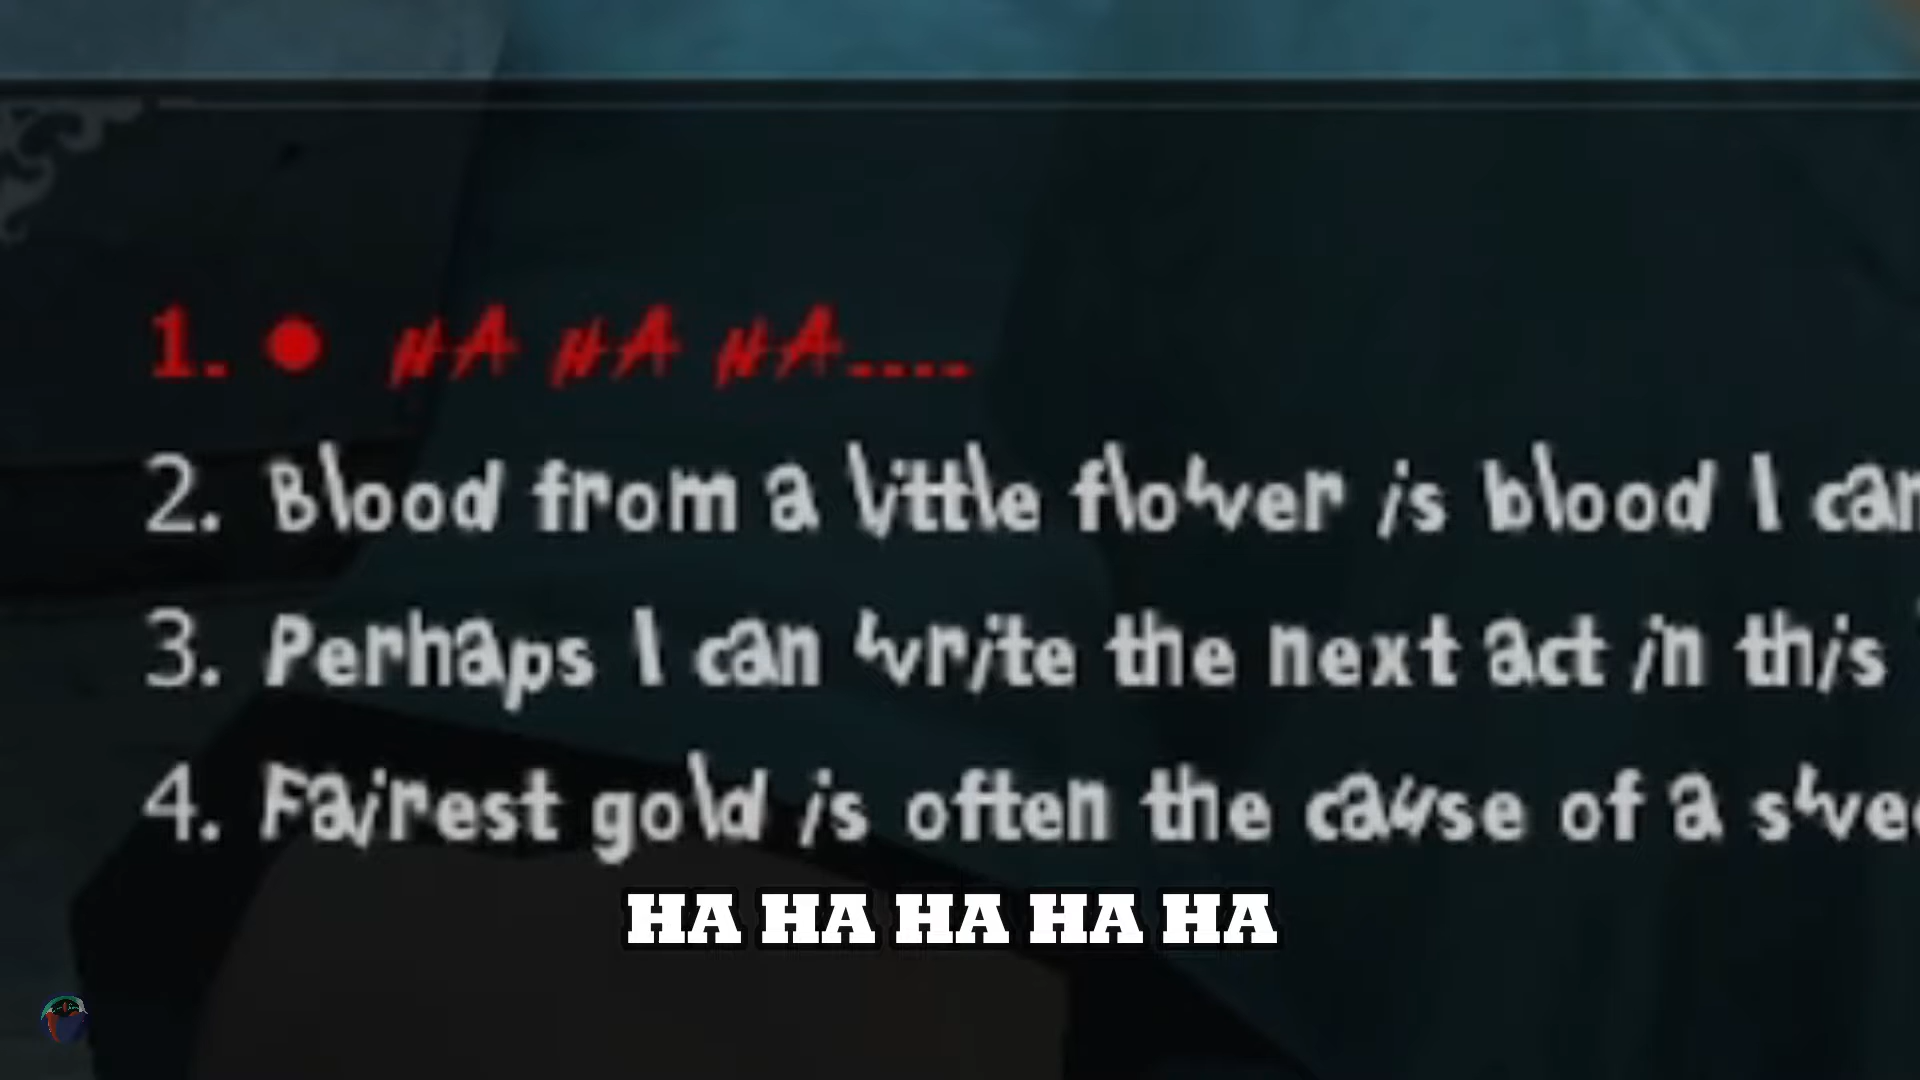 1. ● HA HA HA....
2. Blood from a little flower is blood I
3. Perhaps I can write the next act in this
4. Fairest gold is often the cause of a
HA HA HA HA HA